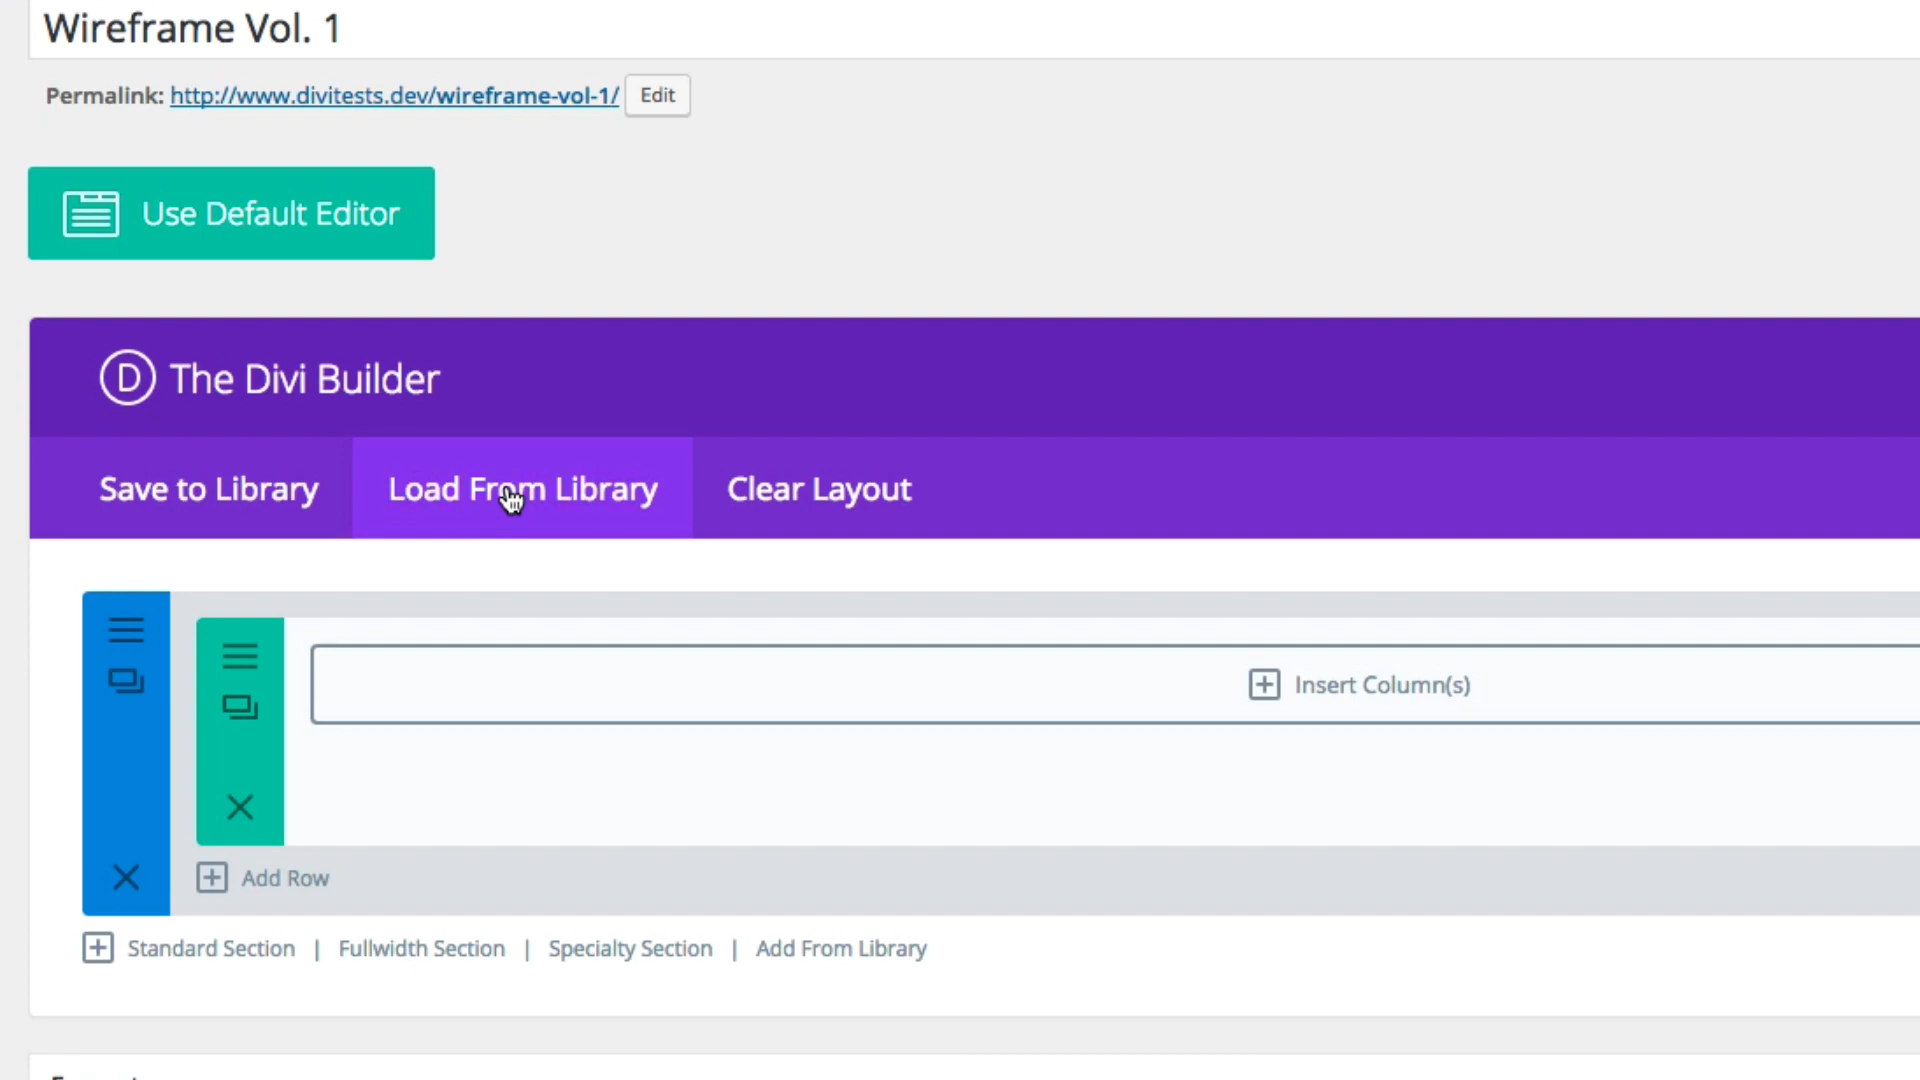 Wireframe Vol. 1
Permalink: http://www.divitests.dev/wireframe-vol-1/ Edit
Use Default Editor
D The Divi Builder
Save to Library Load From Library Clear Layout
Insert Column(s)
Add Row
Standard Section | Fullwidth Section | Specialty Section | Add From Library